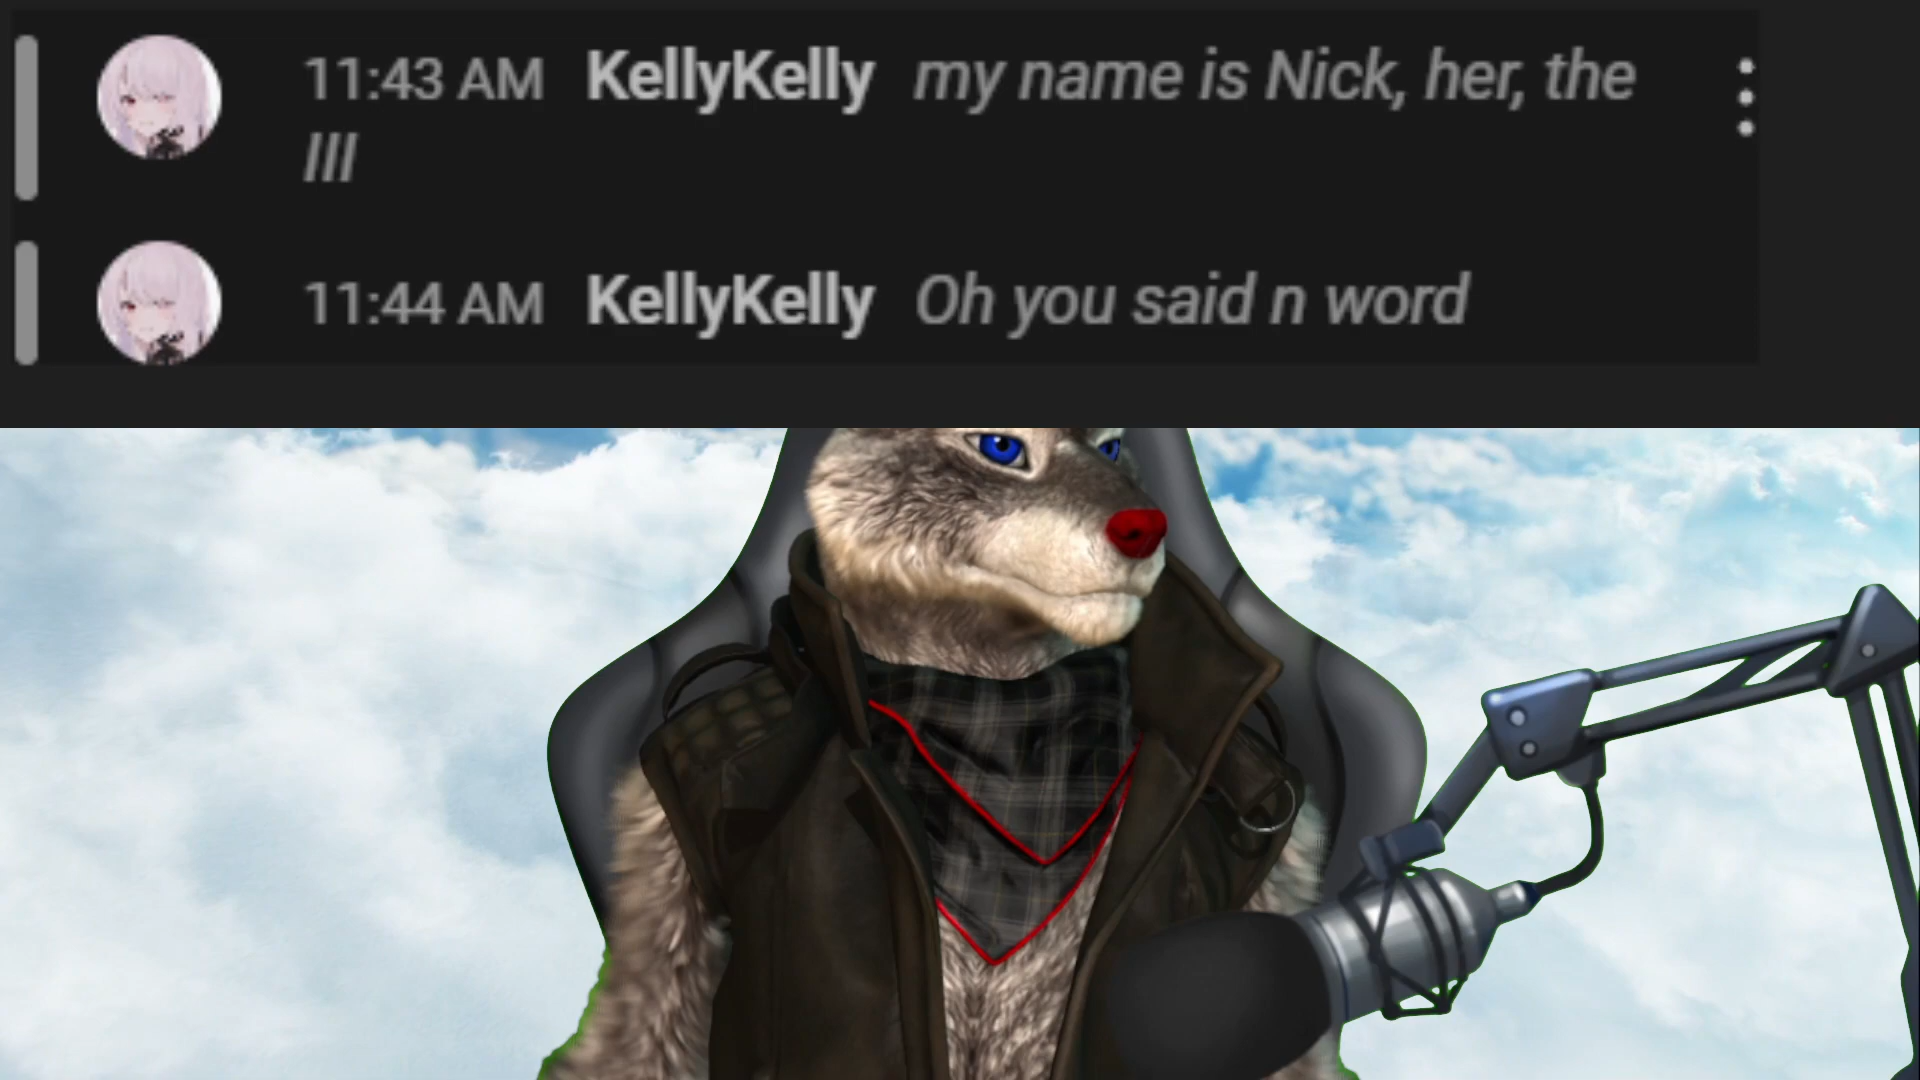 11:43 AM KellyKelly my name is Nick, her, the
III
11:44 AM KellyKelly Oh you said n word